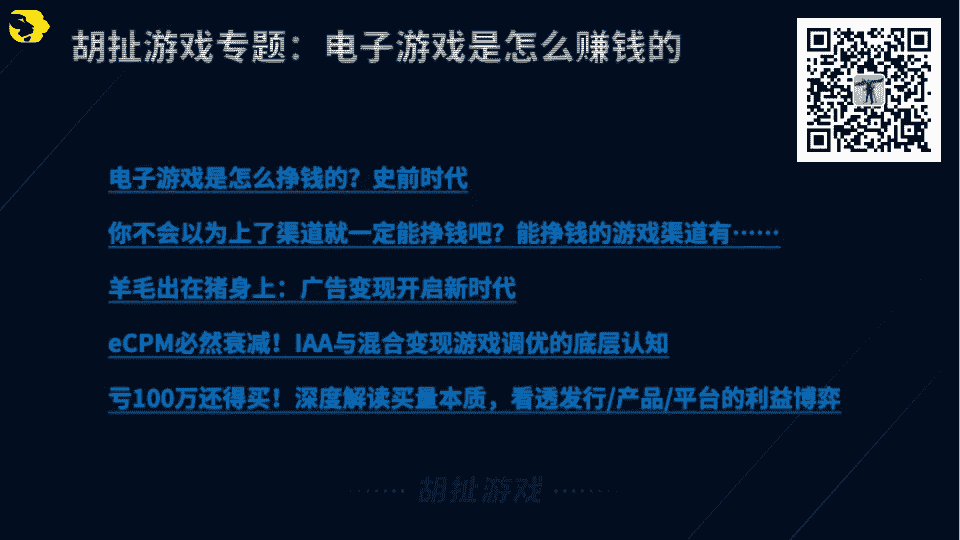 胡扯游戏专题：电子游戏是怎么赚钱的
电子游戏是怎么挣钱的？史前时代
你不会以为上了渠道就一定能挣钱吧？能挣钱的游戏渠道有……
羊毛出在猪身上：广告变现开启新时代
eCPM必然衰减！IAA与混合变现游戏调优的底层认知
亏100万还得买！深度解读买量本质，看透发行/产品/平台的利益博弈
胡扯游戏